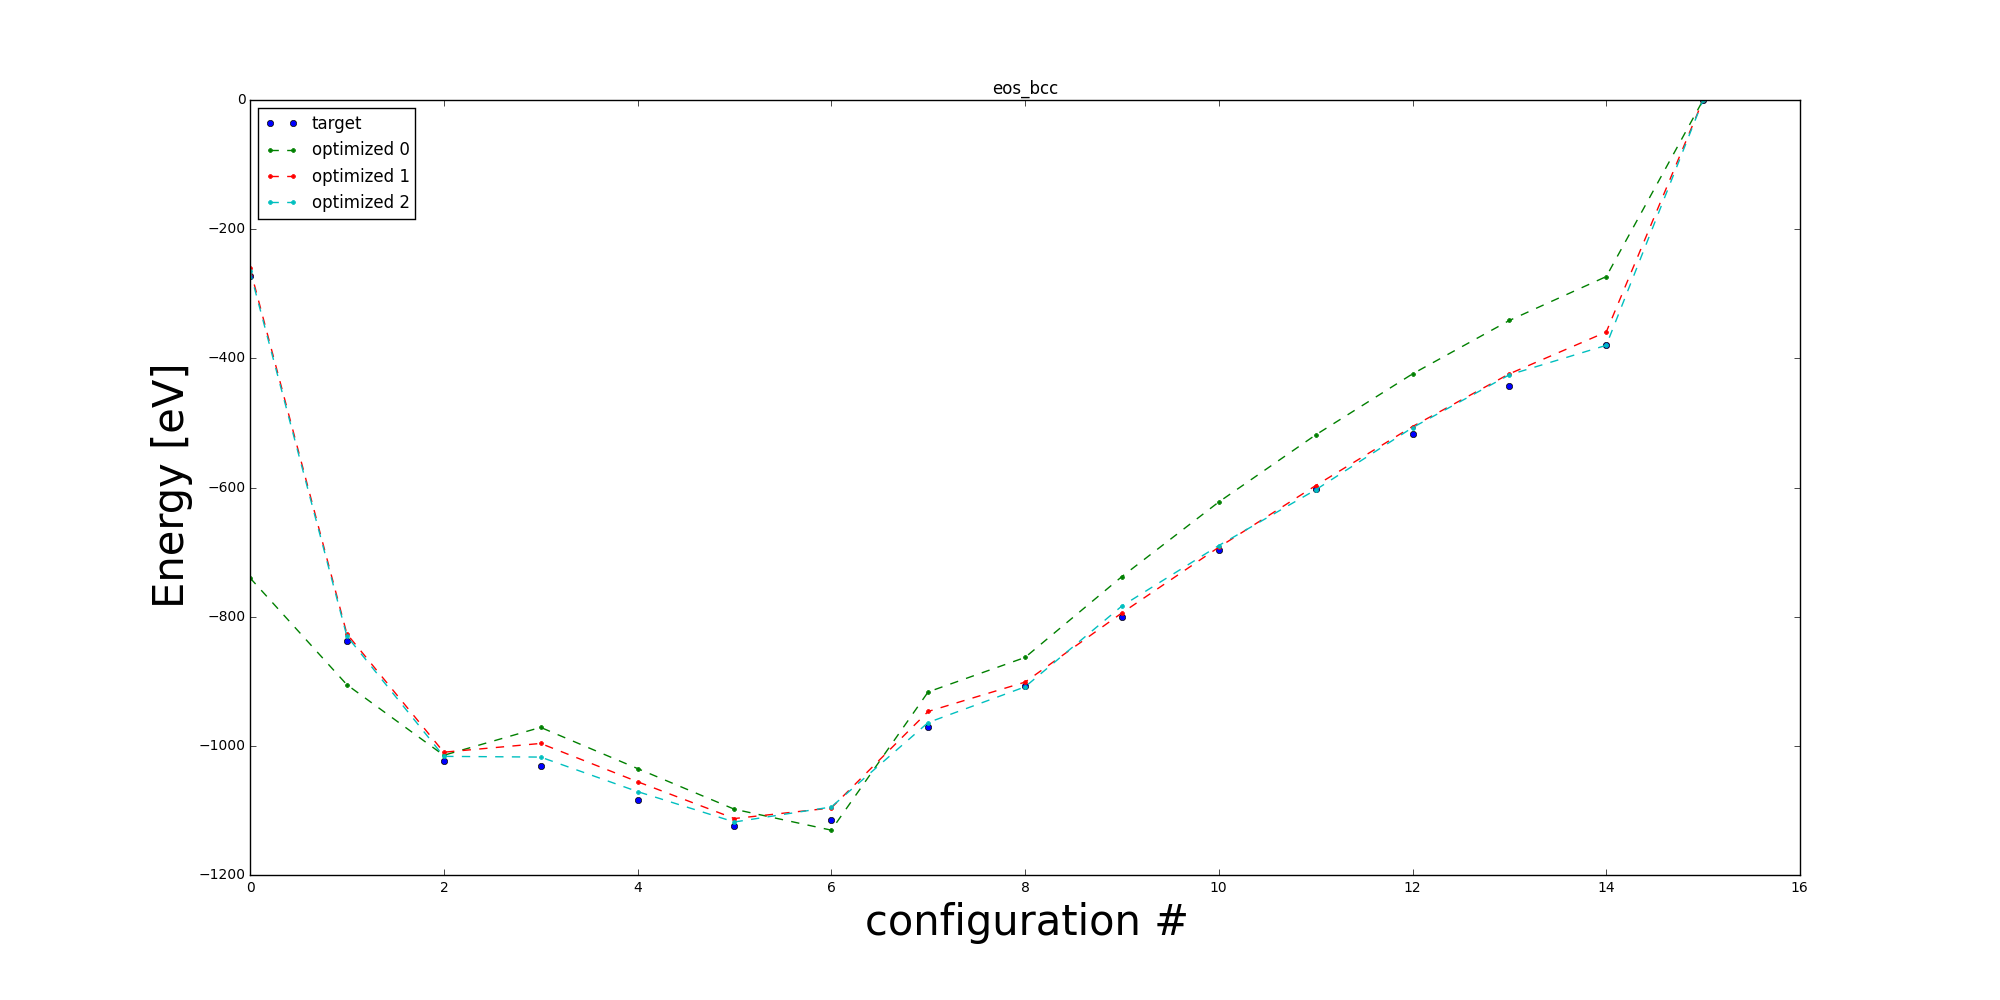 eos_bcc
target
optimized 0
optimized 1
optimized 2
0
−200
−400
−600
−800
−1000
−1200
Energy [eV]
0 2 4 6 8 10 12 14 16
configuration #